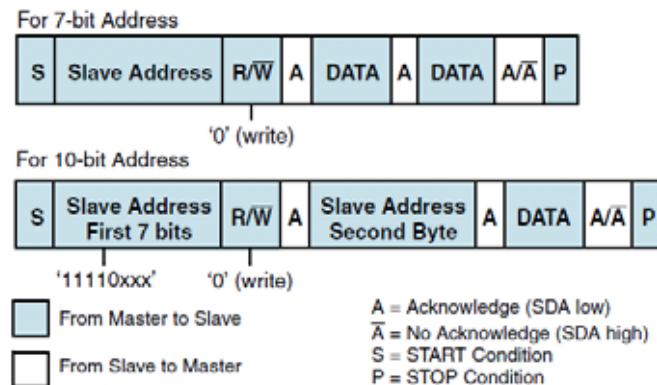 For 7-bit Address
S Slave Address R/W̅ A DATA A DATA A/A̅ P
'0' (write)
For 10-bit Address
S Slave Address First 7 bits R/W̅ A Slave Address Second Byte A DATA A/A̅ P
'11110xxx' '0' (write)
From Master to Slave
From Slave to Master
A = Acknowledge (SDA low)
A̅ = No Acknowledge (SDA high)
S = START Condition
P = STOP Condition